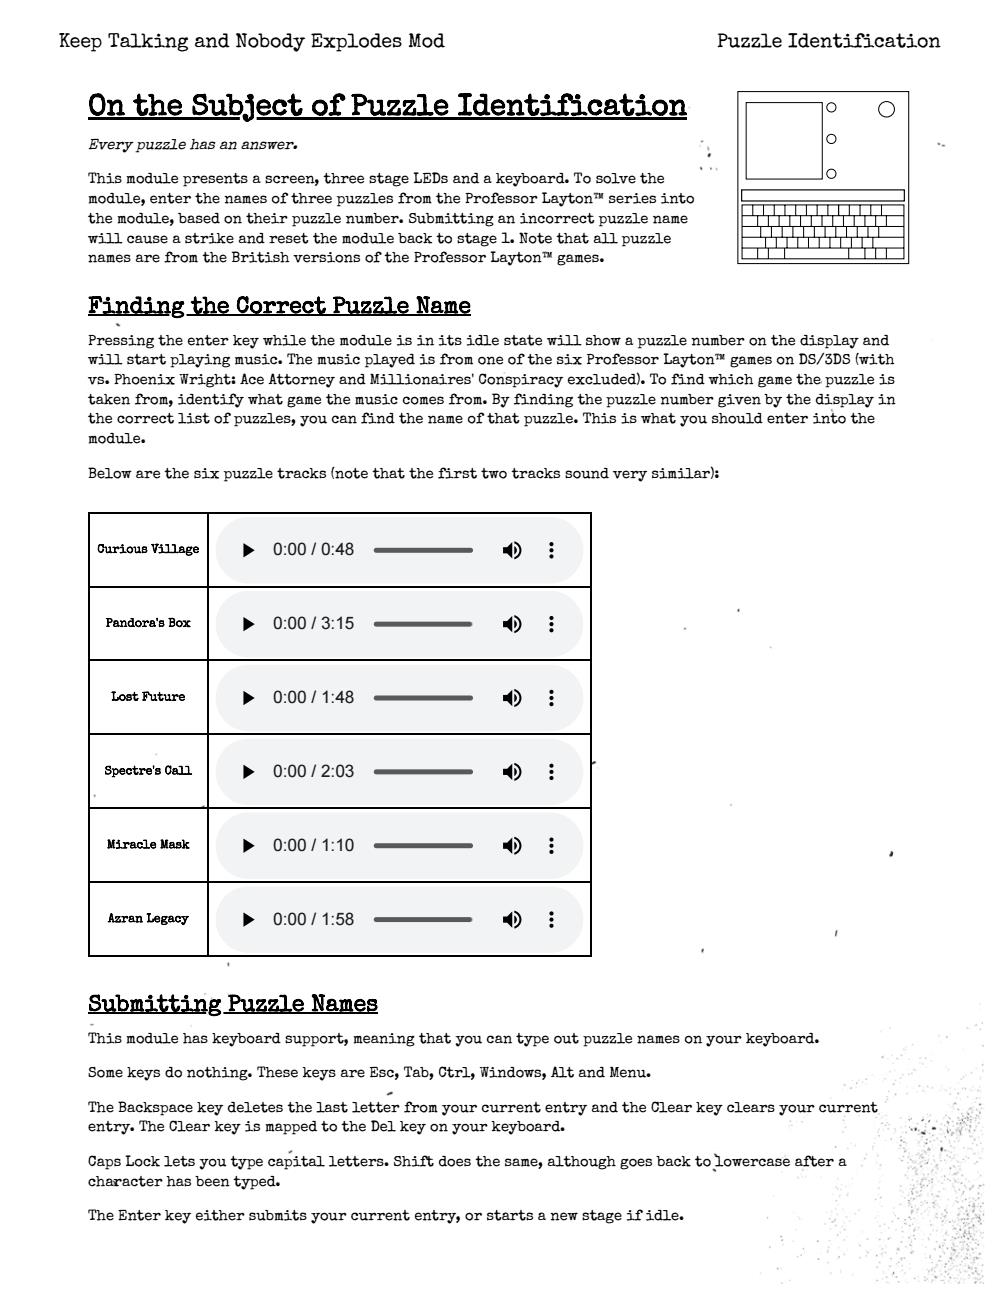 Keep Talking and Nobody Explodes Mod
Puzzle Identification
On the Subject of Puzzle Identification
Every puzzle has an answer.
This module presents a screen, three stage LEDs and a keyboard. To solve the
module, enter the names of three puzzles from the Professor Layton™ series into
the module, based on their puzzle number. Submitting an incorrect puzzle name
will cause a strike and reset the module back to stage 1. Note that all puzzle
names are from the British versions of the Professor Layton™ games.
Finding the Correct Puzzle Name
Pressing the enter key while the module is in its idle state will show a puzzle number on the display and
will start playing music. The music played is from one of the six Professor Layton™ games on DS/3DS (with
vs. Phoenix Wright: Ace Attorney and Millionaires' Conspiracy excluded). To find which game the puzzle is
taken from, identify what game the music comes from. By finding the puzzle number given by the display in
the correct list of puzzles, you can find the name of that puzzle. This is what you should enter into the
module.
Below are the six puzzle tracks (note that the first two tracks sound very similar):
Curious Village 0:00 / 0:48
Pandora's Box 0:00 / 3:15
Lost Future 0:00 / 1:48
Spectre's Call 0:00 / 2:03
Miracle Mask 0:00 / 1:10
Azran Legacy 0:00 / 1:58
Submitting Puzzle Names
This module has keyboard support, meaning that you can type out puzzle names on your keyboard.
Some keys do nothing. These keys are Esc, Tab, Ctrl, Windows, Alt and Menu.
The Backspace key deletes the last letter from your current entry and the Clear key clears your current
entry. The Clear key is mapped to the Del key on your keyboard.
Caps Lock lets you type capital letters. Shift does the same, although goes back to lowercase after a
character has been typed.
The Enter key either submits your current entry, or starts a new stage if idle.